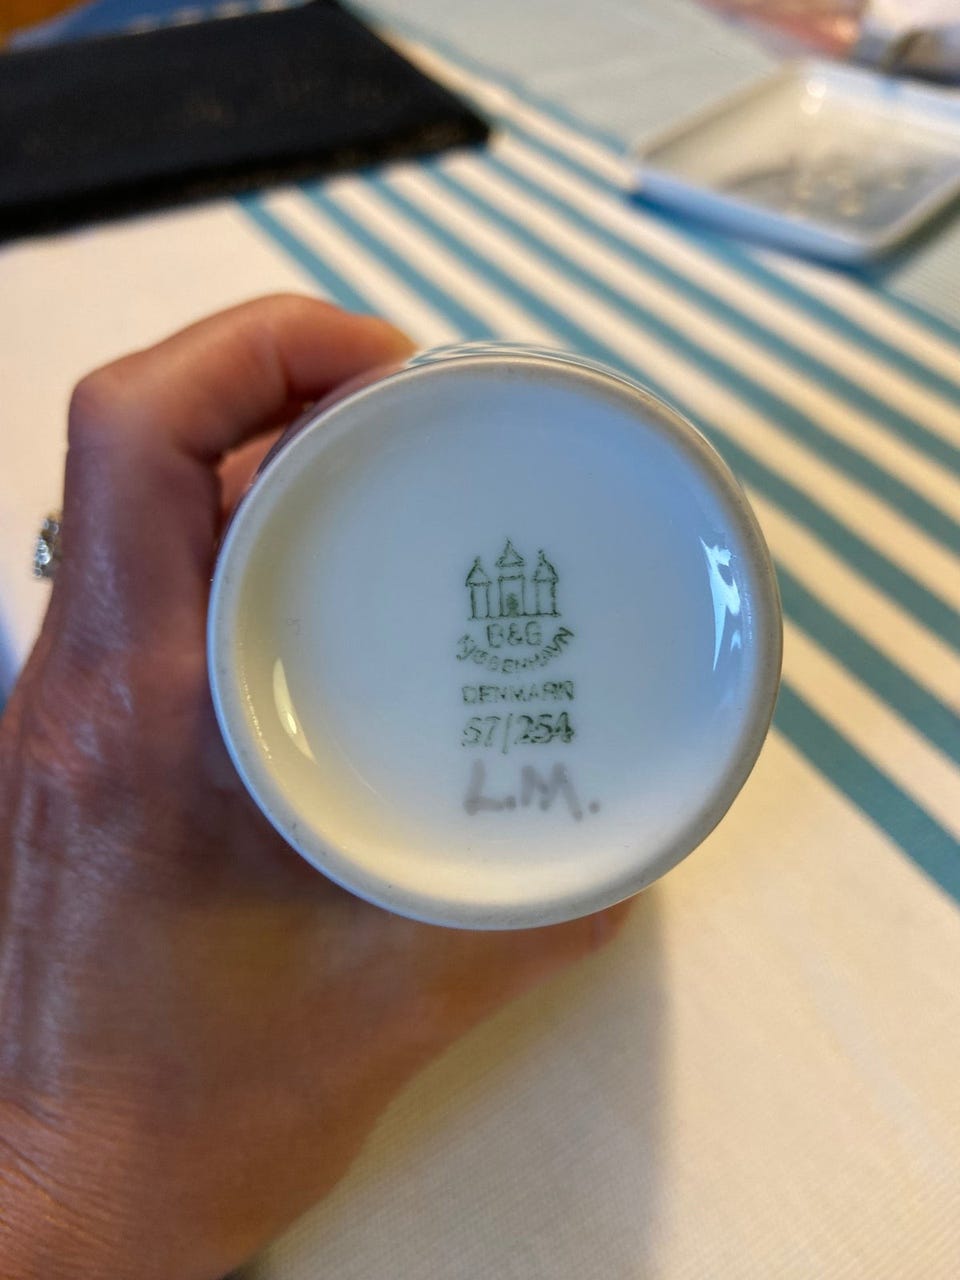 B&G
KJØBENHAVN
DENMARK
57/254
L.M.